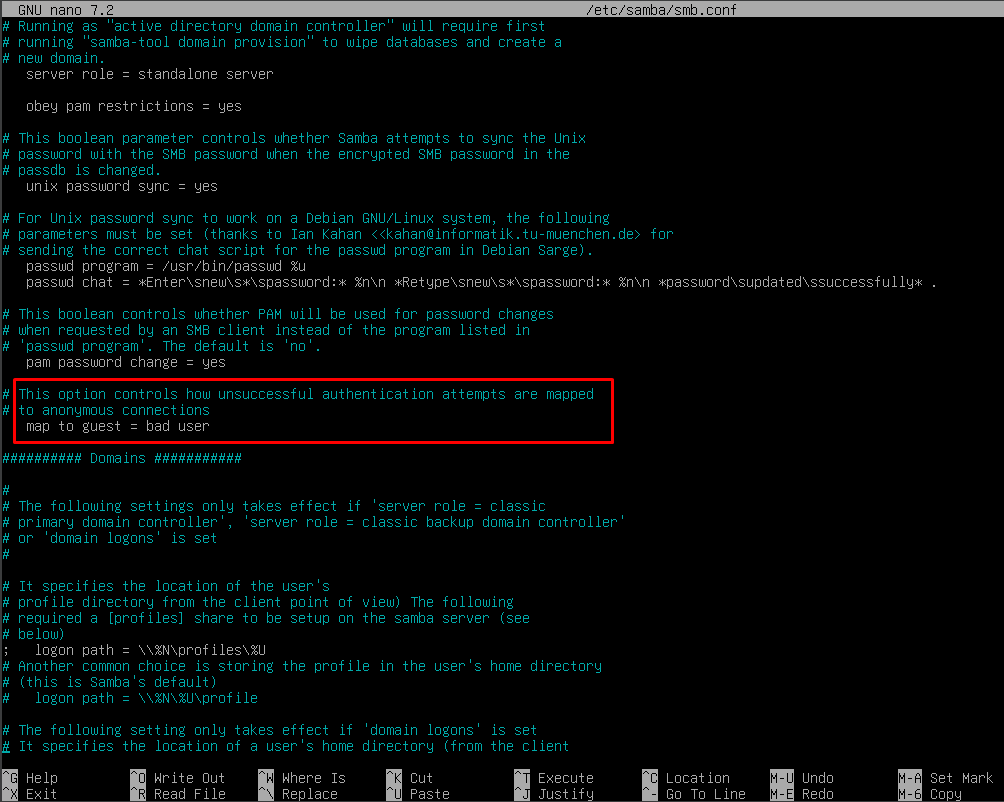 GNU nano 7.2 /etc/samba/smb.conf
# Running as "active directory domain controller" will require first
# running "samba-tool domain provision" to wipe databases and create a
# new domain.
server role = standalone server
obey pam restrictions = yes
# This boolean parameter controls whether Samba attempts to sync the Unix
# password with the SMB password when the encrypted SMB password in the
# passdb is changed.
unix password sync = yes
# For Unix password sync to work on a Debian GNU/Linux system, the following
# parameters must be set (thanks to Ian Kahan <<kahan@informatik.tu-muenchen.de> for
# sending the correct chat script for the passwd program in Debian Sarge).
passwd program = /usr/bin/passwd %u
passwd chat = *Enter\snew\s*\spassword:* %n\n *Retype\snew\s*\spassword:* %n\n *password\supdated\ssuccessfully* .
# This boolean controls whether PAM will be used for password changes
# when requested by an SMB client instead of the program listed in
# 'passwd program'. The default is 'no'.
pam password change = yes
# This option controls how unsuccessful authentication attempts are mapped
# to anonymous connections
map to guest = bad user
########## Domains ###########
#
# The following settings only takes effect if 'server role = classic
# primary domain controller', 'server role = classic backup domain controller'
# or 'domain logons' is set
#
# It specifies the location of the user's
# profile directory from the client point of view) The following
# required a [profiles] share to be setup on the samba server (see
# below)
; logon path = \\%N\profiles\%U
# Another common choice is storing the profile in the user's home directory
# (this is Samba's default)
# logon path = \\%N\%U\profile
# The following setting only takes effect if 'domain logons' is set
# It specifies the location of a user's home directory (from the client
^G Help ^O Write Out ^W Where Is ^K Cut ^T Execute ^C Location M-U Undo M-A Set Mark
^X Exit ^R Read File ^\ Replace ^U Paste ^J Justify ^- Go To Line M-E Redo M-6 Copy